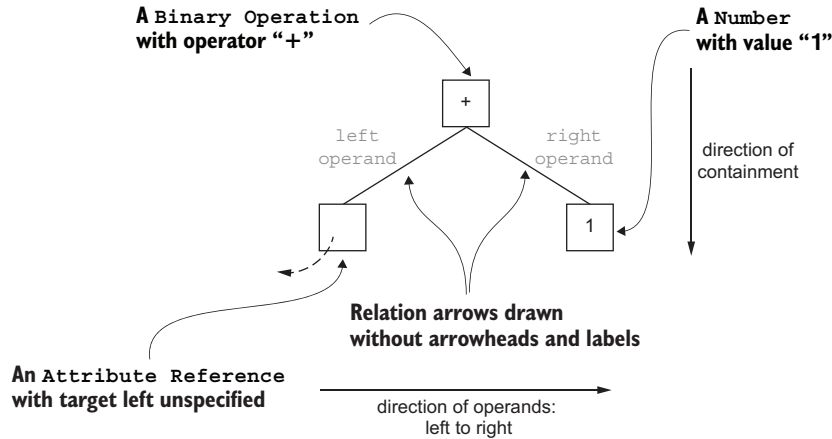 A Binary Operation
with operator “+”
A Number
with value “1”
+
left
operand
right
operand
direction of
containment
1
Relation arrows drawn
without arrowheads and labels
An Attribute Reference
with target left unspecified
direction of operands:
left to right